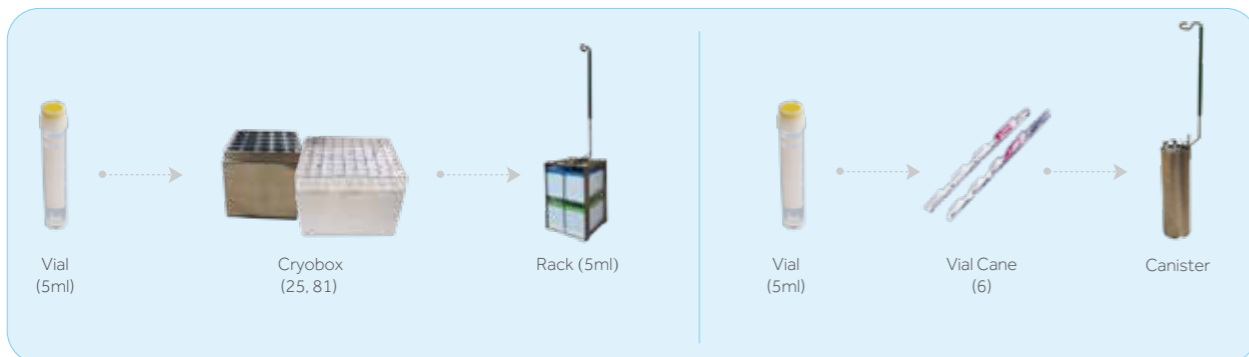 Vial
(5ml)
Cryobox
(25, 81)
Rack (5ml)
Vial
(5ml)
Vial Cane
(6)
Canister